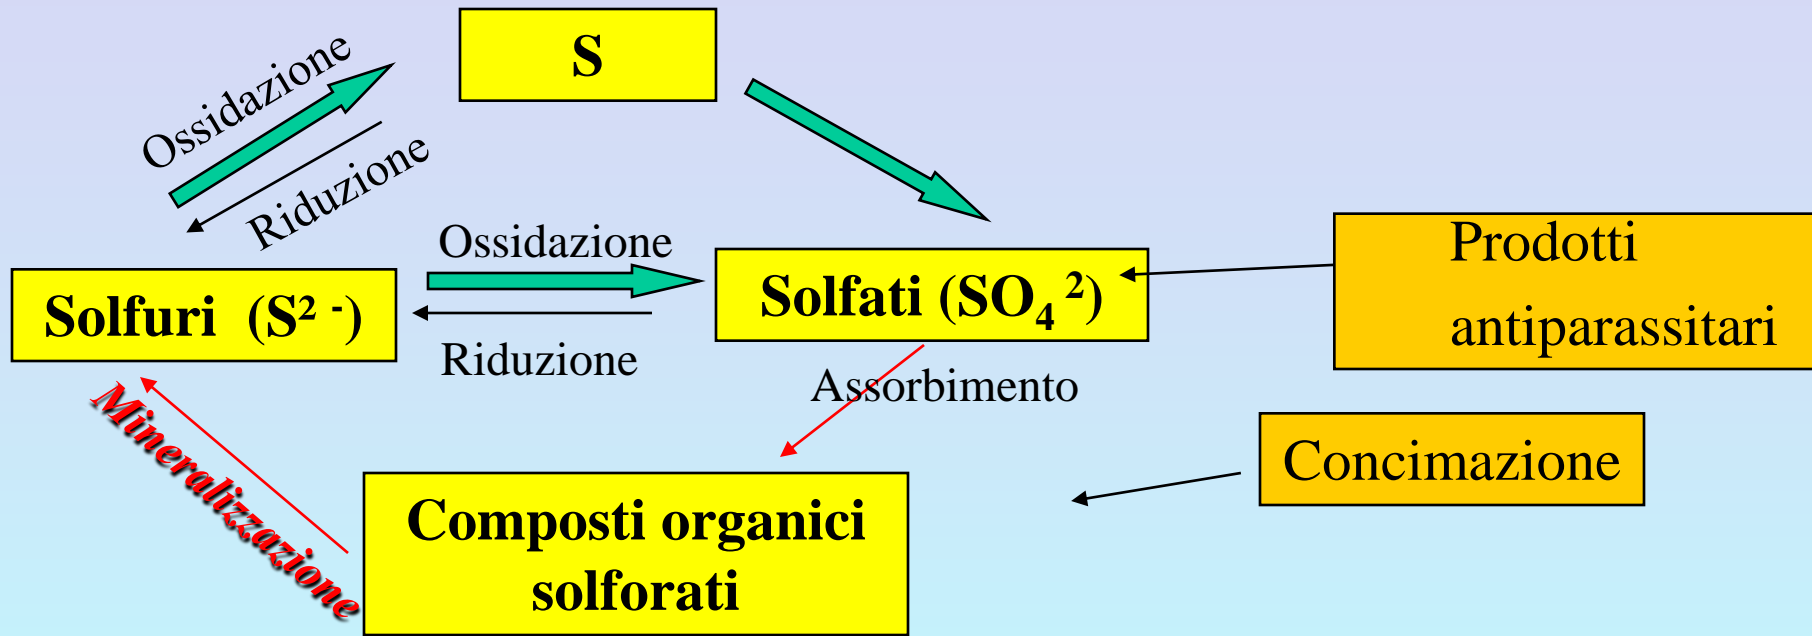 S
Ossidazione
Riduzione
Ossidazione
Prodotti
antiparassitari
Solfuri (S² -)
Solfati (SO₄ ²)
Riduzione
Assorbimento
Mineralizzazione
Concimazione
Composti organici
solforati